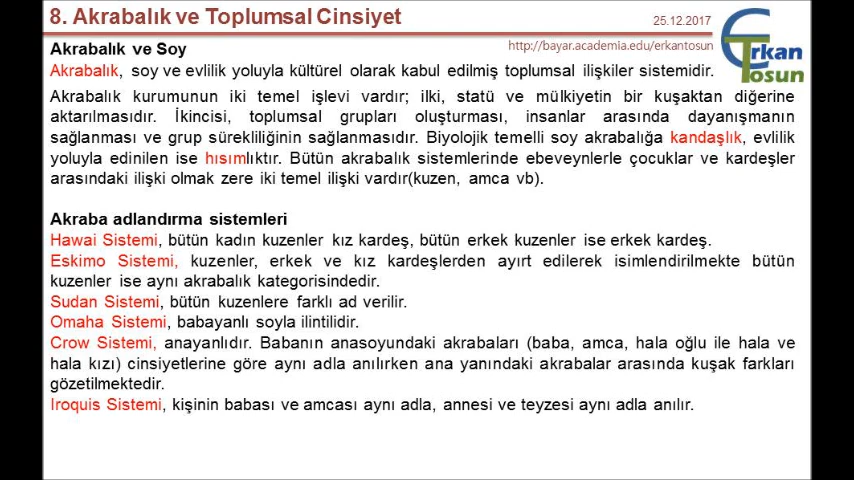 8. Akrabalık ve Toplumsal Cinsiyet
25.12.2017
Erkan
Tosun
Akrabalık ve Soy
http://bayar.academia.edu/erkantosun
Akrabalık, soy ve evlilik yoluyla kültürel olarak kabul edilmiş toplumsal ilişkiler sistemidir.
Akrabalık kurumunun iki temel işlevi vardır; ilki, statü ve mülkiyetin bir kuşaktan diğerine
aktarılmasıdır. İkincisi, toplumsal grupları oluşturması, insanlar arasında dayanışmanın
sağlanması ve grup sürekliliğinin sağlanmasıdır. Biyolojik temelli soy akrabalığa kandaşlık, evlilik
yoluyla edinilen ise hısımlıktır. Bütün akrabalık sistemlerinde ebeveynlerle çocuklar ve kardeşler
arasındaki ilişki olmak zere iki temel ilişki vardır(kuzen, amca vb).
Akraba adlandırma sistemleri
Hawai Sistemi, bütün kadın kuzenler kız kardeş, bütün erkek kuzenler ise erkek kardeş.
Eskimo Sistemi, kuzenler, erkek ve kız kardeşlerden ayırt edilerek isimlendirilmekte bütün
kuzenler ise aynı akrabalık kategorisindedir.
Sudan Sistemi, bütün kuzenlere farklı ad verilir.
Omaha Sistemi, babayanlı soyla ilintilidir.
Crow Sistemi, anayanlıdır. Babanın anasoyundaki akrabaları (baba, amca, hala oğlu ile hala ve
hala kızı) cinsiyetlerine göre aynı adla anılırken ana yanındaki akrabalar arasında kuşak farkları
gözetilmektedir.
Iroquis Sistemi, kişinin babası ve amcası aynı adla, annesi ve teyzesi aynı adla anılır.